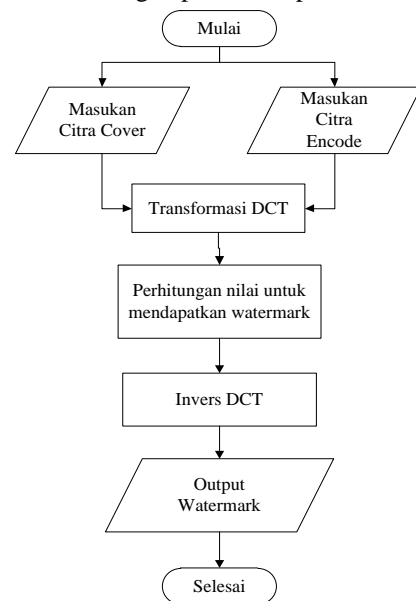 Mulai
Masukan
Citra Cover
Masukan
Citra
Encode
Transformasi DCT
Perhitungan nilai untuk
mendapatkan watermark
Invers DCT
Output
Watermark
Selesai